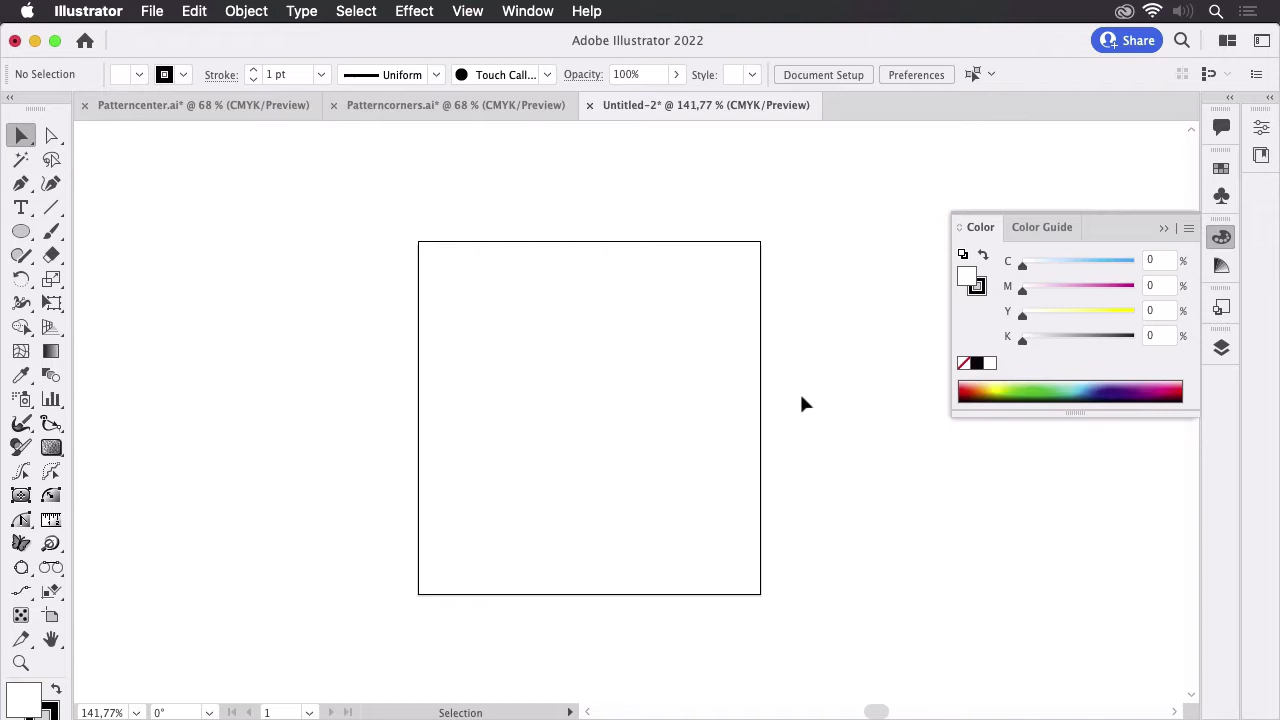 Illustrator File Edit Object Type Select Effect View Window Help
Adobe Illustrator 2022
Share
No Selection
Stroke: 1 pt Uniform Touch Call... Opacity: 100% Style: Document Setup Preferences
Patterncenter.ai* @ 68 % (CMYK/Preview) Patterncorners.ai* @ 68 % (CMYK/Preview) Untitled-2* @ 141,77 % (CMYK/Preview)
Color Color Guide
C 0 %
M 0 %
Y 0 %
K 0 %
141,77% 0° 1 Selection